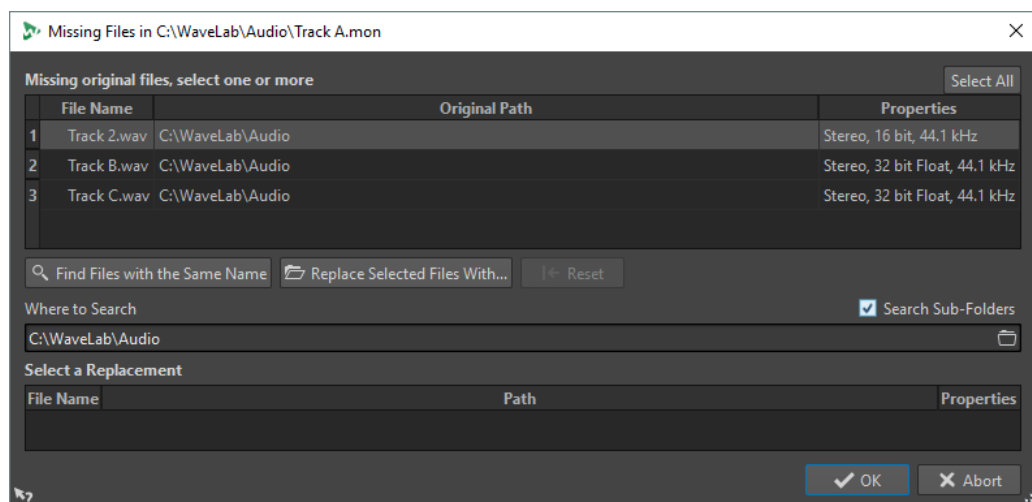 Missing Files in C:\WaveLab\Audio\Track A.mon
Missing original files, select one or more Select All
File Name Original Path Properties
1 Track 2.wav C:\WaveLab\Audio Stereo, 16 bit, 44.1 kHz
2 Track B.wav C:\WaveLab\Audio Stereo, 32 bit Float, 44.1 kHz
3 Track C.wav C:\WaveLab\Audio Stereo, 32 bit Float, 44.1 kHz
Find Files with the Same Name Replace Selected Files With... Reset
Where to Search Search Sub-Folders
C:\WaveLab\Audio
Select a Replacement
File Name Path Properties
OK Abort
?